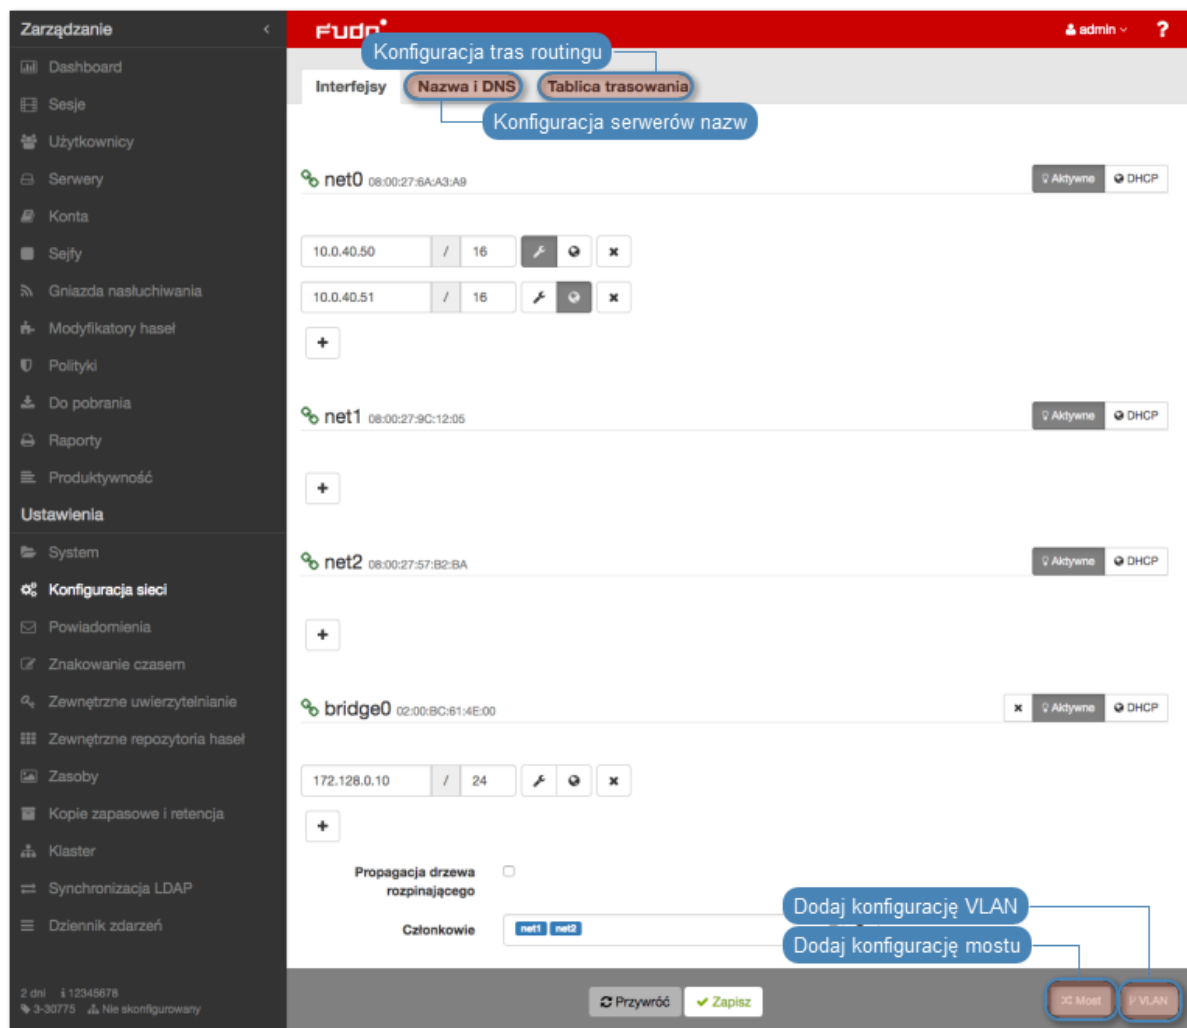 Zarządzanie
Dashboard
Sesje
Użytkownicy
Serwery
Konta
Sejfy
Gniazda nasłuchiwania
Modyfikatory haseł
Polityki
Do pobrania
Raporty
Produktywność
Ustawienia
System
Konfiguracja sieci
Powiadomienia
Znakowanie czasem
Zewnętrzne uwierzytelnianie
Zewnętrzne repozytoria haseł
Zasoby
Kopie zapasowe i retencja
Klaster
Synchronizacja LDAP
Dziennik zdarzeń
2 dni 12345678
3-30775 Nie skonfigurowany
admin ?
Konfiguracja tras routingu
Interfejsy Nazwa i DNS Tablica trasowania
Konfiguracja serwerów nazw
net0 08:00:27:6A:A3:A9 Aktywne DHCP
10.0.40.50 / 16
10.0.40.51 / 16
net1 08:00:27:9C:12:05 Aktywne DHCP
net2 08:00:27:57:B2:BA Aktywne DHCP
bridge0 02:00:BC:61:4E:00 Aktywne DHCP
172.128.0.10 / 24
Propagacja drzewa
rozpinającego
Członkowie net1 net2
Dodaj konfigurację VLAN
Dodaj konfigurację mostu
Przywróć Zapisz Most VLAN